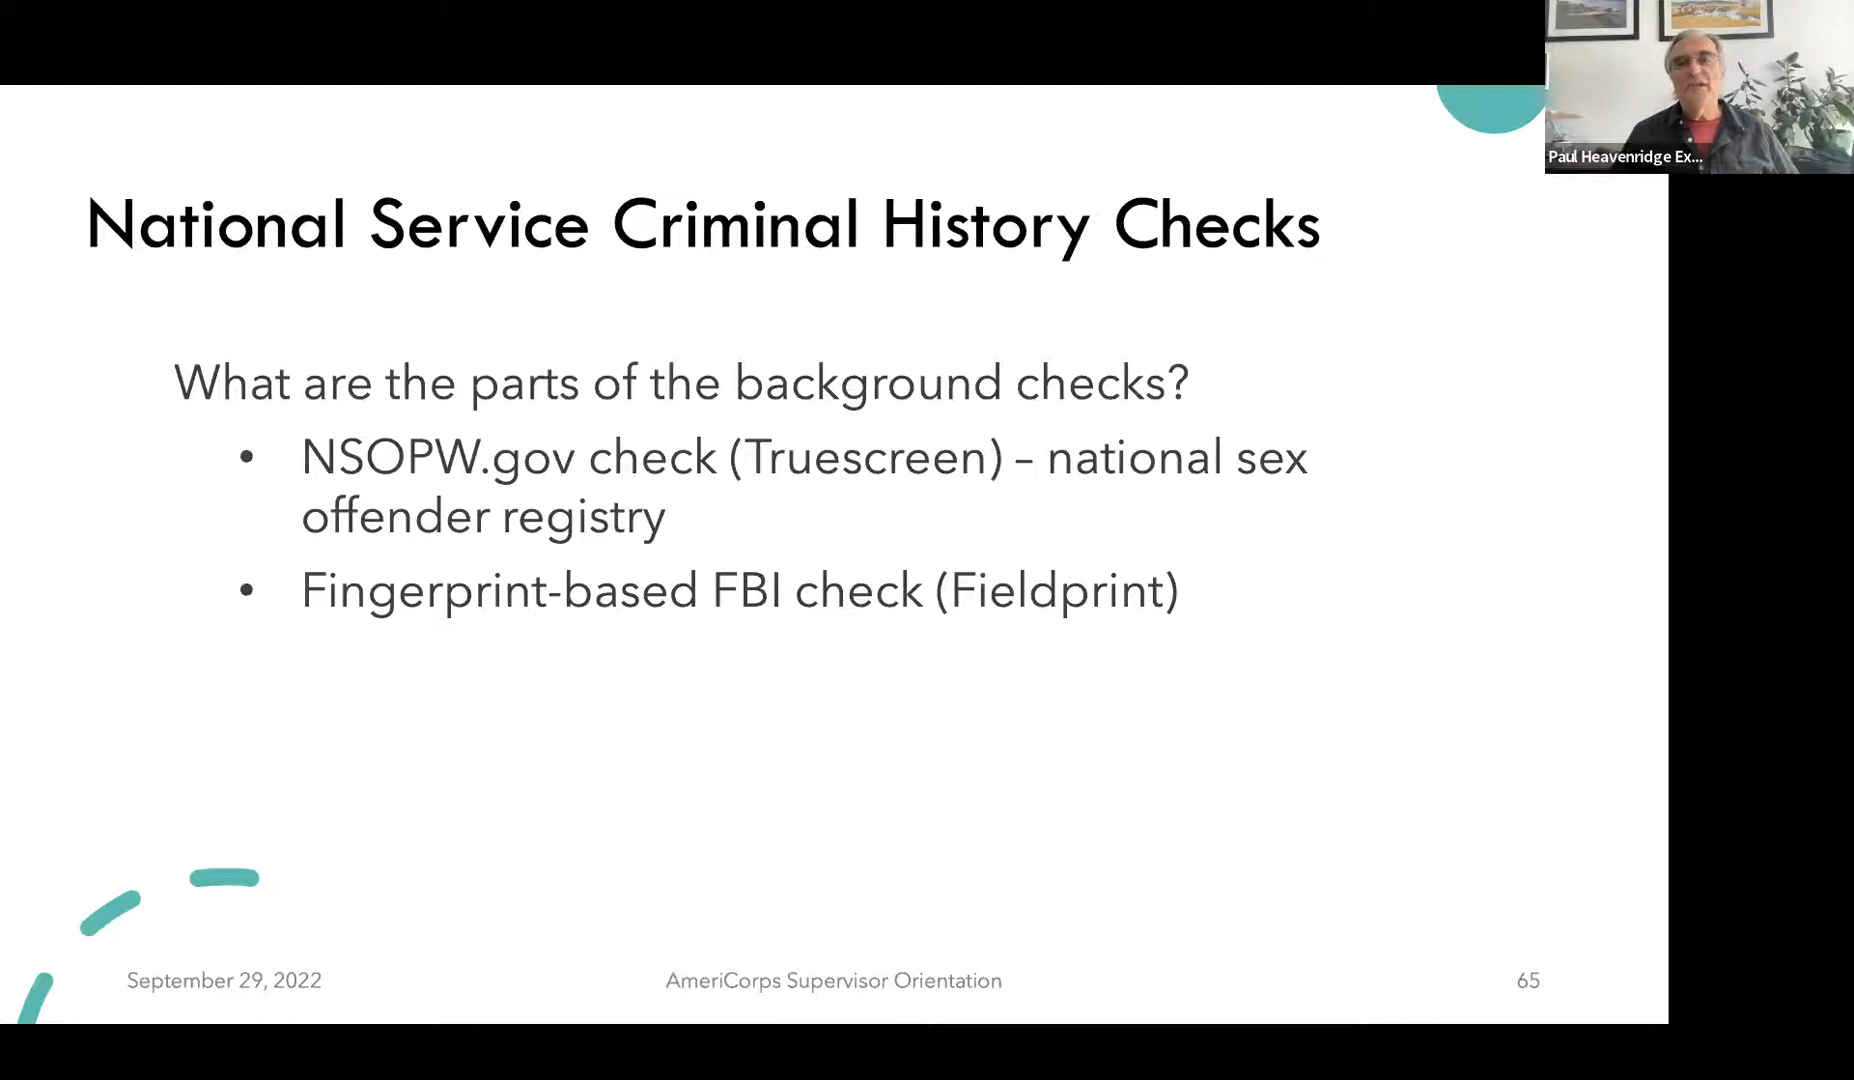 Paul Heavenridge Ex...
National Service Criminal History Checks
What are the parts of the background checks?
• NSOPW.gov check (Truescreen) – national sex
offender registry
• Fingerprint-based FBI check (Fieldprint)
September 29, 2022
AmeriCorps Supervisor Orientation
65